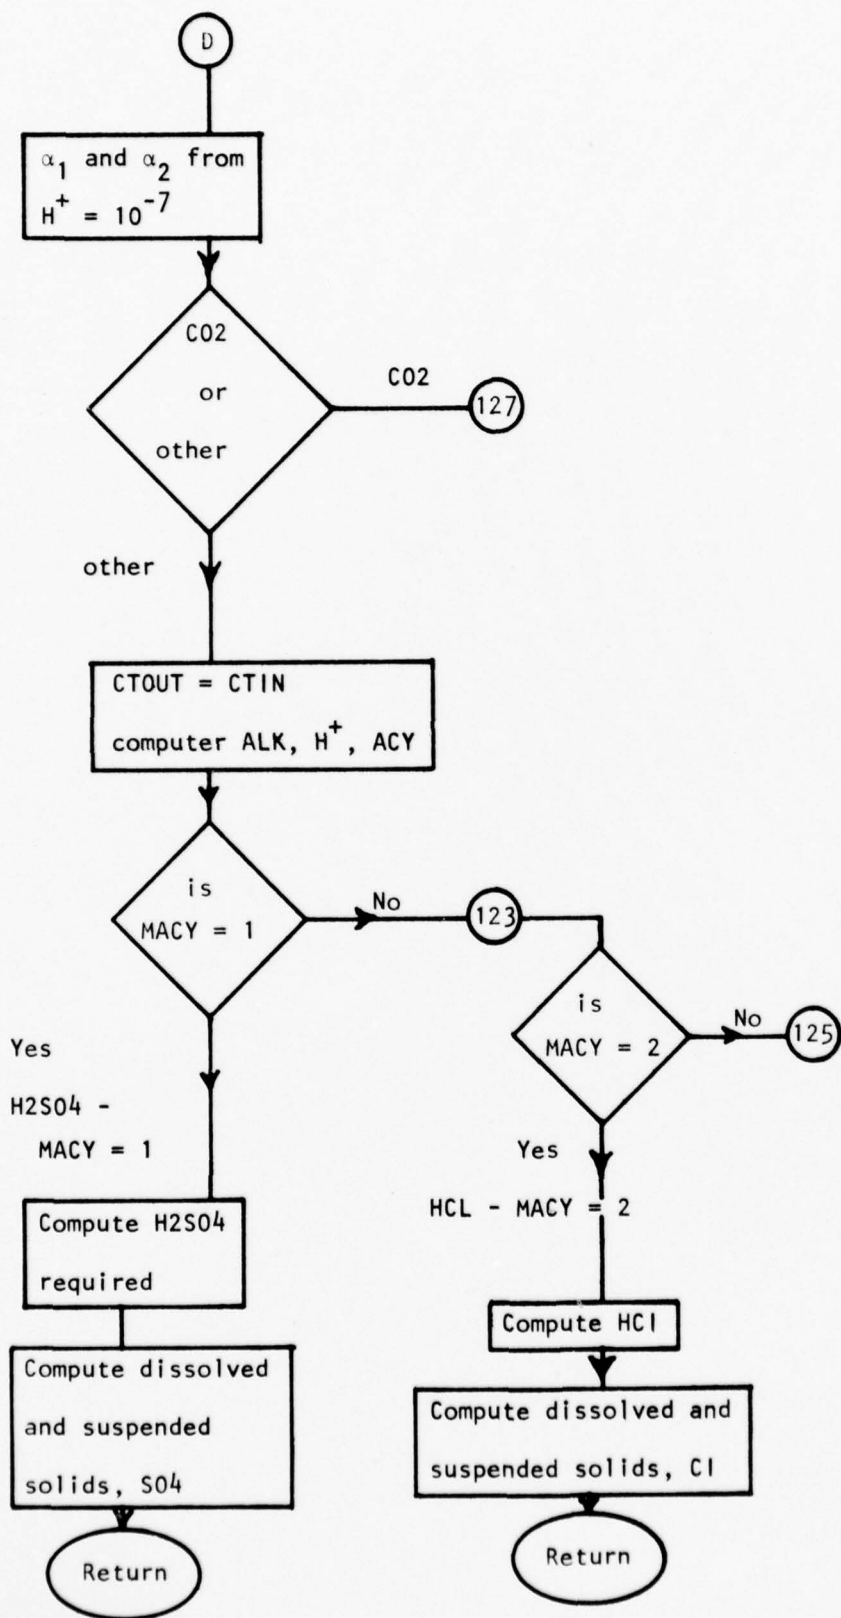 D
α₁ and α₂ from
H⁺ = 10⁻⁷
CO2
or
other
CO2
127
other
CTOUT = CTIN
computer ALK, H⁺, ACY
is
MACY = 1
No
123
is
MACY = 2
No
125
Yes
H2SO4 -
MACY = 1
Yes
HCL - MACY = 2
Compute H2SO4
required
Compute HCl
Compute dissolved
and suspended
solids, SO4
Compute dissolved and
suspended solids, Cl
Return
Return